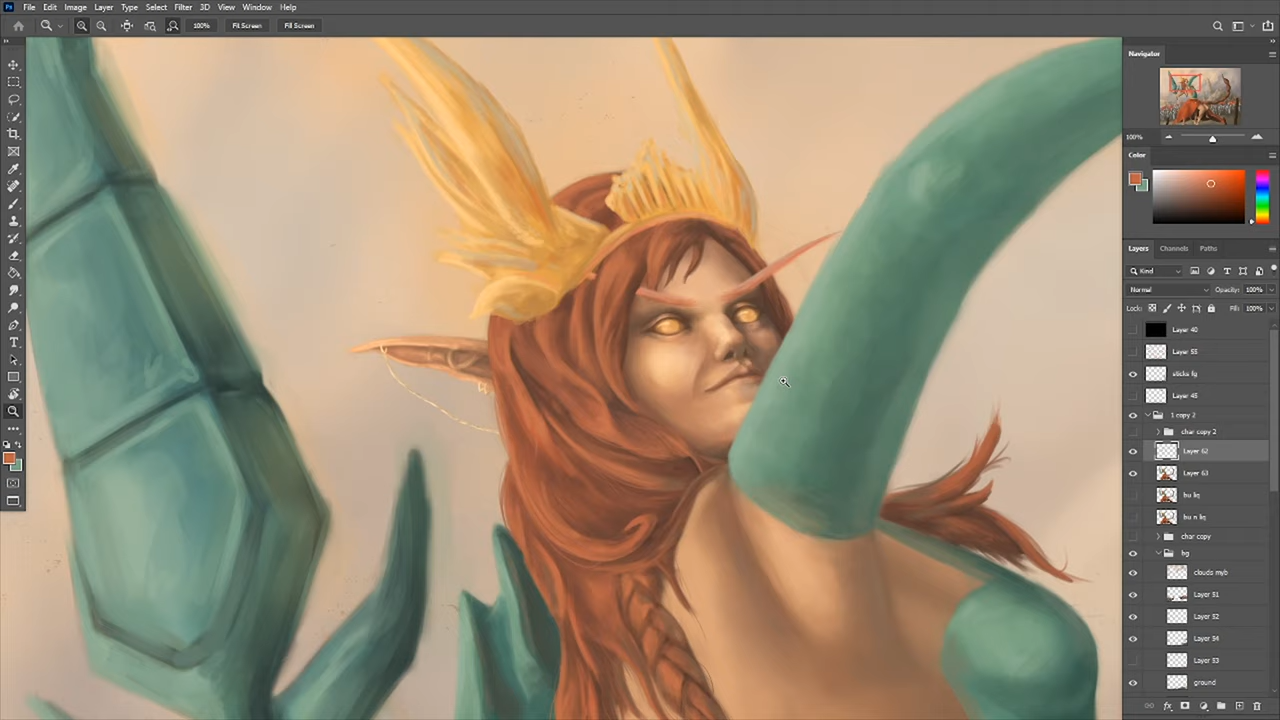 Ps File Edit Image Layer Type Select Filter 3D View Window Help
100% Fit Screen Fill Screen
Navigator
100%
Color
Layers Channels Paths
Kind
Normal Opacity: 100%
Lock: Fill: 100%
Layer 40
Layer 55
sticks fg
Layer 45
1 copy 2
char copy 2
Layer 62
Layer 63
bu liq
bu n liq
char copy
bg
clouds myb
Layer 51
Layer 52
Layer 54
Layer 53
ground